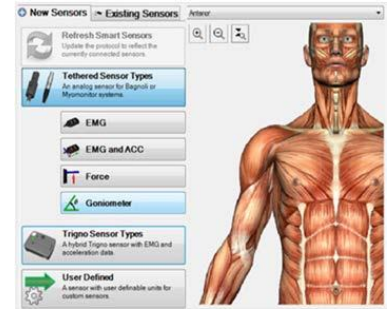 New Sensors
Existing Sensors
Anterior
Refresh Smart Sensors
Update the protocol to reflect the
currently connected sensors.
Tethered Sensor Types
An analog sensor for Bagnoli or
Myomonitor systems.
EMG
EMG and ACC
Force
Goniometer
Trigno Sensor Types
A hybrid Trigno sensor with EMG and
acceleration data.
User Defined
A sensor with user definable units for
custom sensors